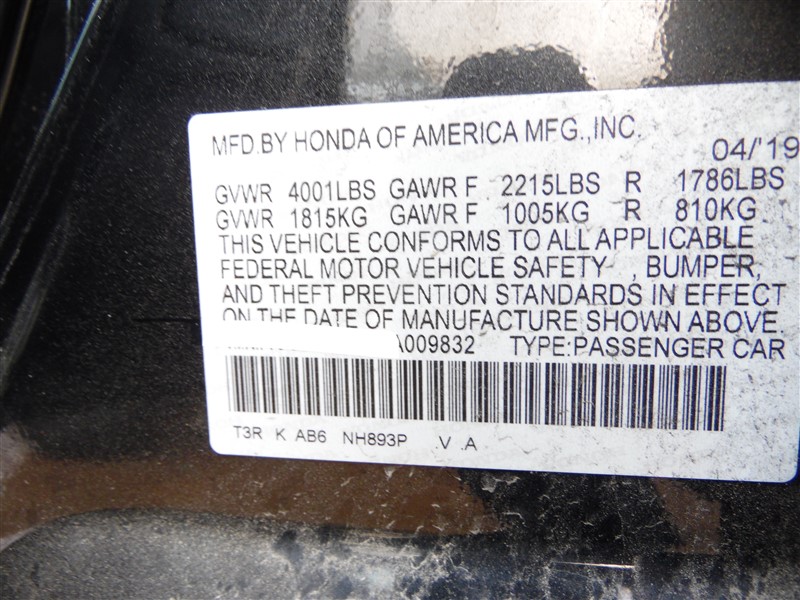 MFD.BY HONDA OF AMERICA MFG.,INC.
04/'19
GVWR 4001LBS GAWR F 2215LBS R 1786LBS
GVWR 1815KG GAWR F 1005KG R 810KG
THIS VEHICLE CONFORMS TO ALL APPLICABLE
FEDERAL MOTOR VEHICLE SAFETY , BUMPER,
AND THEFT PREVENTION STANDARDS IN EFFECT
ON THE DATE OF MANUFACTURE SHOWN ABOVE.
009832 TYPE:PASSENGER CAR
T3R K AB6 NH893P .V .A